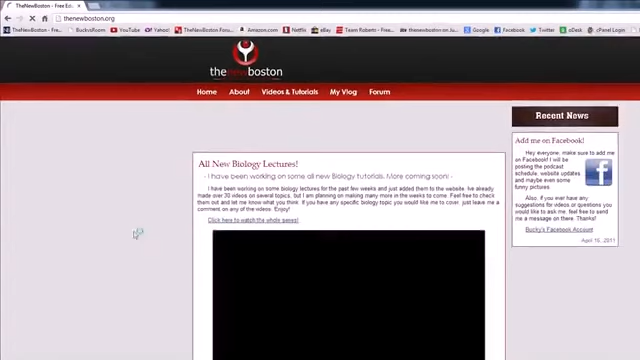 TheNewBoston - Free Ed
thenewboston.org
TheNewBoston - Fre...
BuckysRoom
Yahoo!
TheNewBoston Foru...
Amazon.com
Netflix
eBay
Team Roberts - Free...
thenewboston on Ju...
Google
Facebook
Twitter
oDesk
cPanel Login
thenewboston
Home
About
Videos & Tutorials
My Vlog
Forum
All New Biology Lectures!
- I have been working on some all new Biology tutorials. More coming soon! -
I have been working on some biology lectures for the past few weeks and just added them to the website. Ive already
made over 30 videos on several topics, but I am planning on making many more in the weeks to come. Feel free to check
them out and let me know what you think. If you have any specific biology topic you would like me to cover, just leave me a
comment on any of the videos. Enjoy!
Click here to watch the whole series!
Recent News
Add me on Facebook!
Hey everyone, make sure to add me
on Facebook! I will be
posting the podcast
schedule, website updates
and maybe even some
funny pictures.
Also, if you ever have any
suggestions for videos or questions you
would like to ask me, feel free to send
me a message on there. Thanks!
Bucky's Facebook Account
April 15, 2011